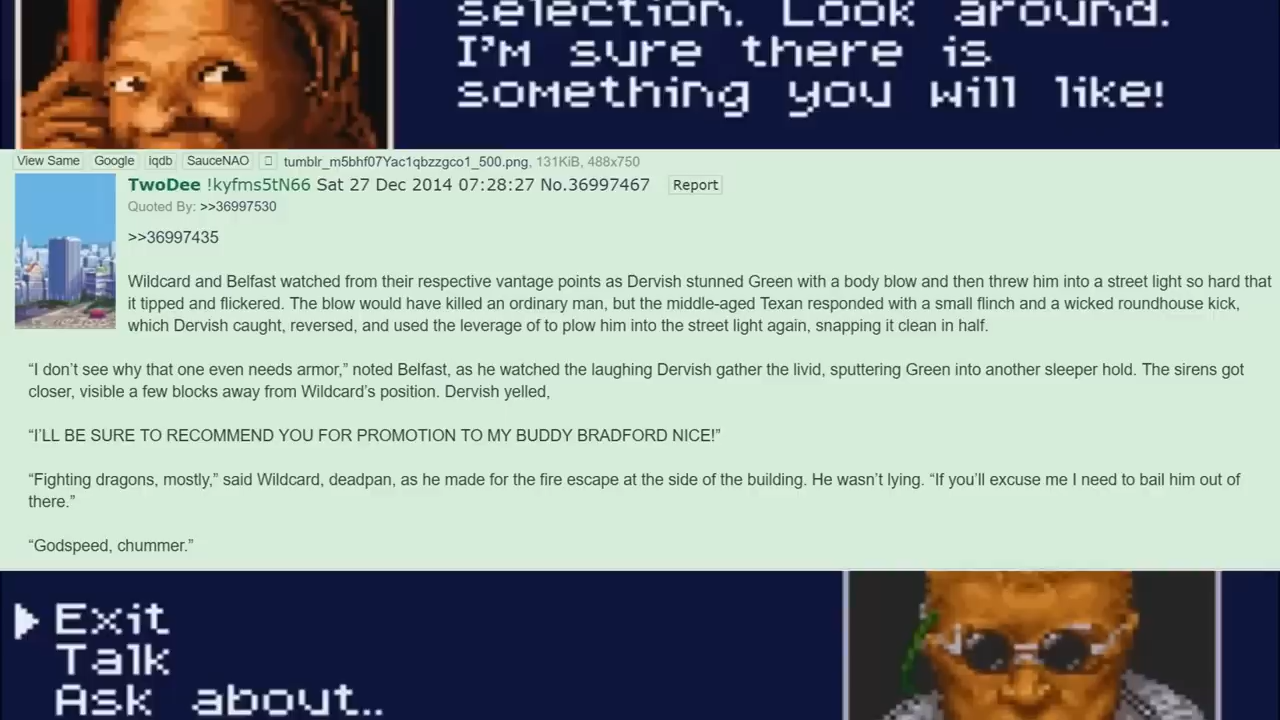 selection. Look around.
I'm sure there is
something you will like!
View Same Google iqdb SauceNAO tumblr_m5bhf07Yac1qbzzgco1_500.png, 131KiB, 488x750
TwoDee !kyfms5tN66 Sat 27 Dec 2014 07:28:27 No.36997467 Report
Quoted By: >>36997530
>>36997435
Wildcard and Belfast watched from their respective vantage points as Dervish stunned Green with a body blow and then threw him into a street light so hard that
it tipped and flickered. The blow would have killed an ordinary man, but the middle-aged Texan responded with a small flinch and a wicked roundhouse kick,
which Dervish caught, reversed, and used the leverage of to plow him into the street light again, snapping it clean in half.
“I don’t see why that one even needs armor,” noted Belfast, as he watched the laughing Dervish gather the livid, sputtering Green into another sleeper hold. The sirens got
closer, visible a few blocks away from Wildcard’s position. Dervish yelled,
“I’LL BE SURE TO RECOMMEND YOU FOR PROMOTION TO MY BUDDY BRADFORD NICE!”
“Fighting dragons, mostly,” said Wildcard, deadpan, as he made for the fire escape at the side of the building. He wasn’t lying. “If you’ll excuse me I need to bail him out of
there.”
“Godspeed, chummer.”
Exit
Talk
Ask about..